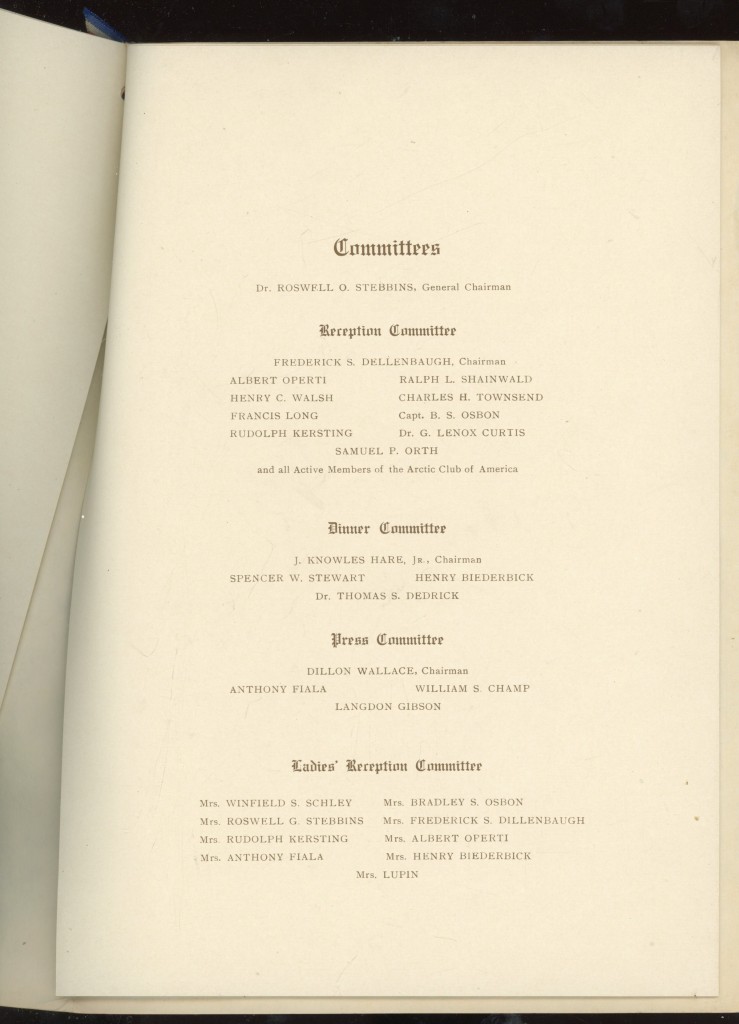 Committees
Dr. ROSWELL O. STEBBINS, General Chairman
Reception Committee
FREDERICK S. DELLENBAUGH, Chairman
ALBERT OPERTI RALPH L. SHAINWALD
HENRY C. WALSH CHARLES H. TOWNSEND
FRANCIS LONG Capt. B. S. OSBON
RUDOLPH KERSTING Dr. G. LENOX CURTIS
SAMUEL P. ORTH
and all Active Members of the Arctic Club of America
Dinner Committee
J. KNOWLES HARE, JR., Chairman
SPENCER W. STEWART HENRY BIEDERBICK
Dr. THOMAS S. DEDRICK
Press Committee
DILLON WALLACE, Chairman
ANTHONY FIALA WILLIAM S. CHAMP
LANGDON GIBSON
Ladies' Reception Committee
Mrs. WINFIELD S. SCHLEY Mrs. BRADLEY S. OSBON
Mrs. ROSWELL G. STEBBINS Mrs. FREDERICK S. DILLENBAUGH
Mrs. RUDOLPH KERSTING Mrs. ALBERT OFERTI
Mrs. ANTHONY FIALA Mrs. HENRY BIEDERBICK
Mrs. LUPIN